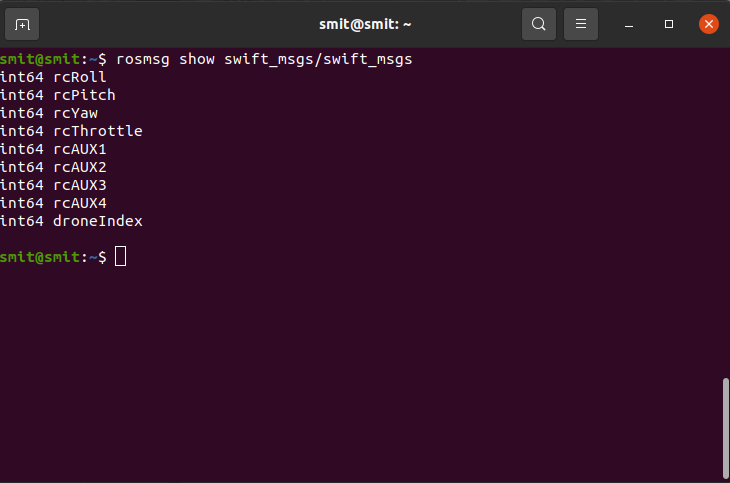 smit@smit: ~
smit@smit:~$ rosmsg show swift_msgs/swift_msgs
int64 rcRoll
int64 rcPitch
int64 rcYaw
int64 rcThrottle
int64 rcAUX1
int64 rcAUX2
int64 rcAUX3
int64 rcAUX4
int64 droneIndex
smit@smit:~$